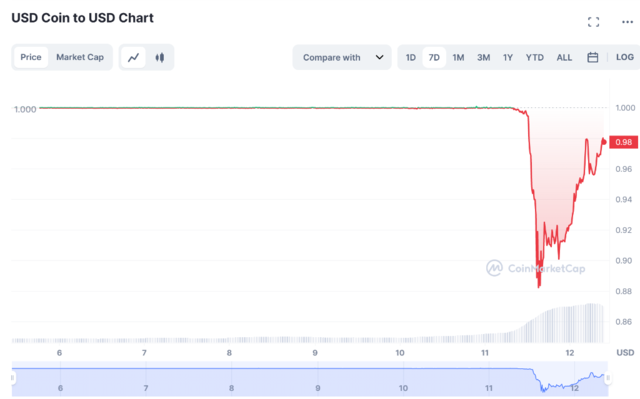 USD Coin to USD Chart
Price Market Cap Compare with 1D 7D 1M 3M 1Y YTD ALL LOG
1.000 1.000
0.98
0.96
0.94
0.92
0.90
CoinMarketCap
0.88
0.86
6 7 8 9 10 11 12 USD
6 7 8 9 10 11 12